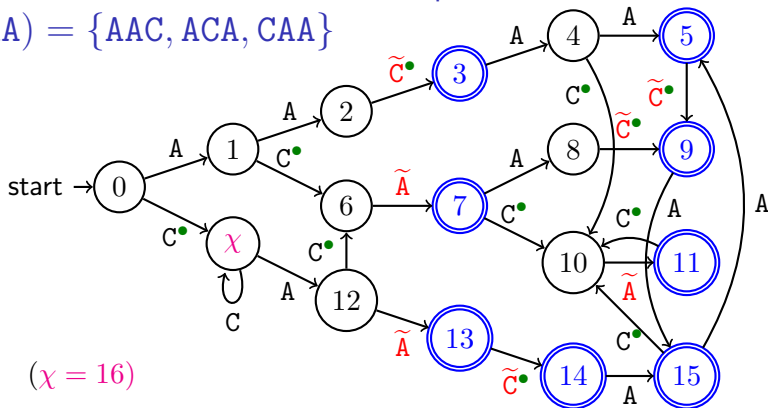 A) = {AAC, ACA, CAA}
A
4
A
5
C̃•
3
C•
C̃•
A
2
C̃•
A
1
C•
8
9
A
start
0
Ã
A
6
7
C•
A
C•
A
C•
χ
C•
10
11
A
12
Ã
C
Ã
13
C•
C̃•
14
A
15
(χ = 16)